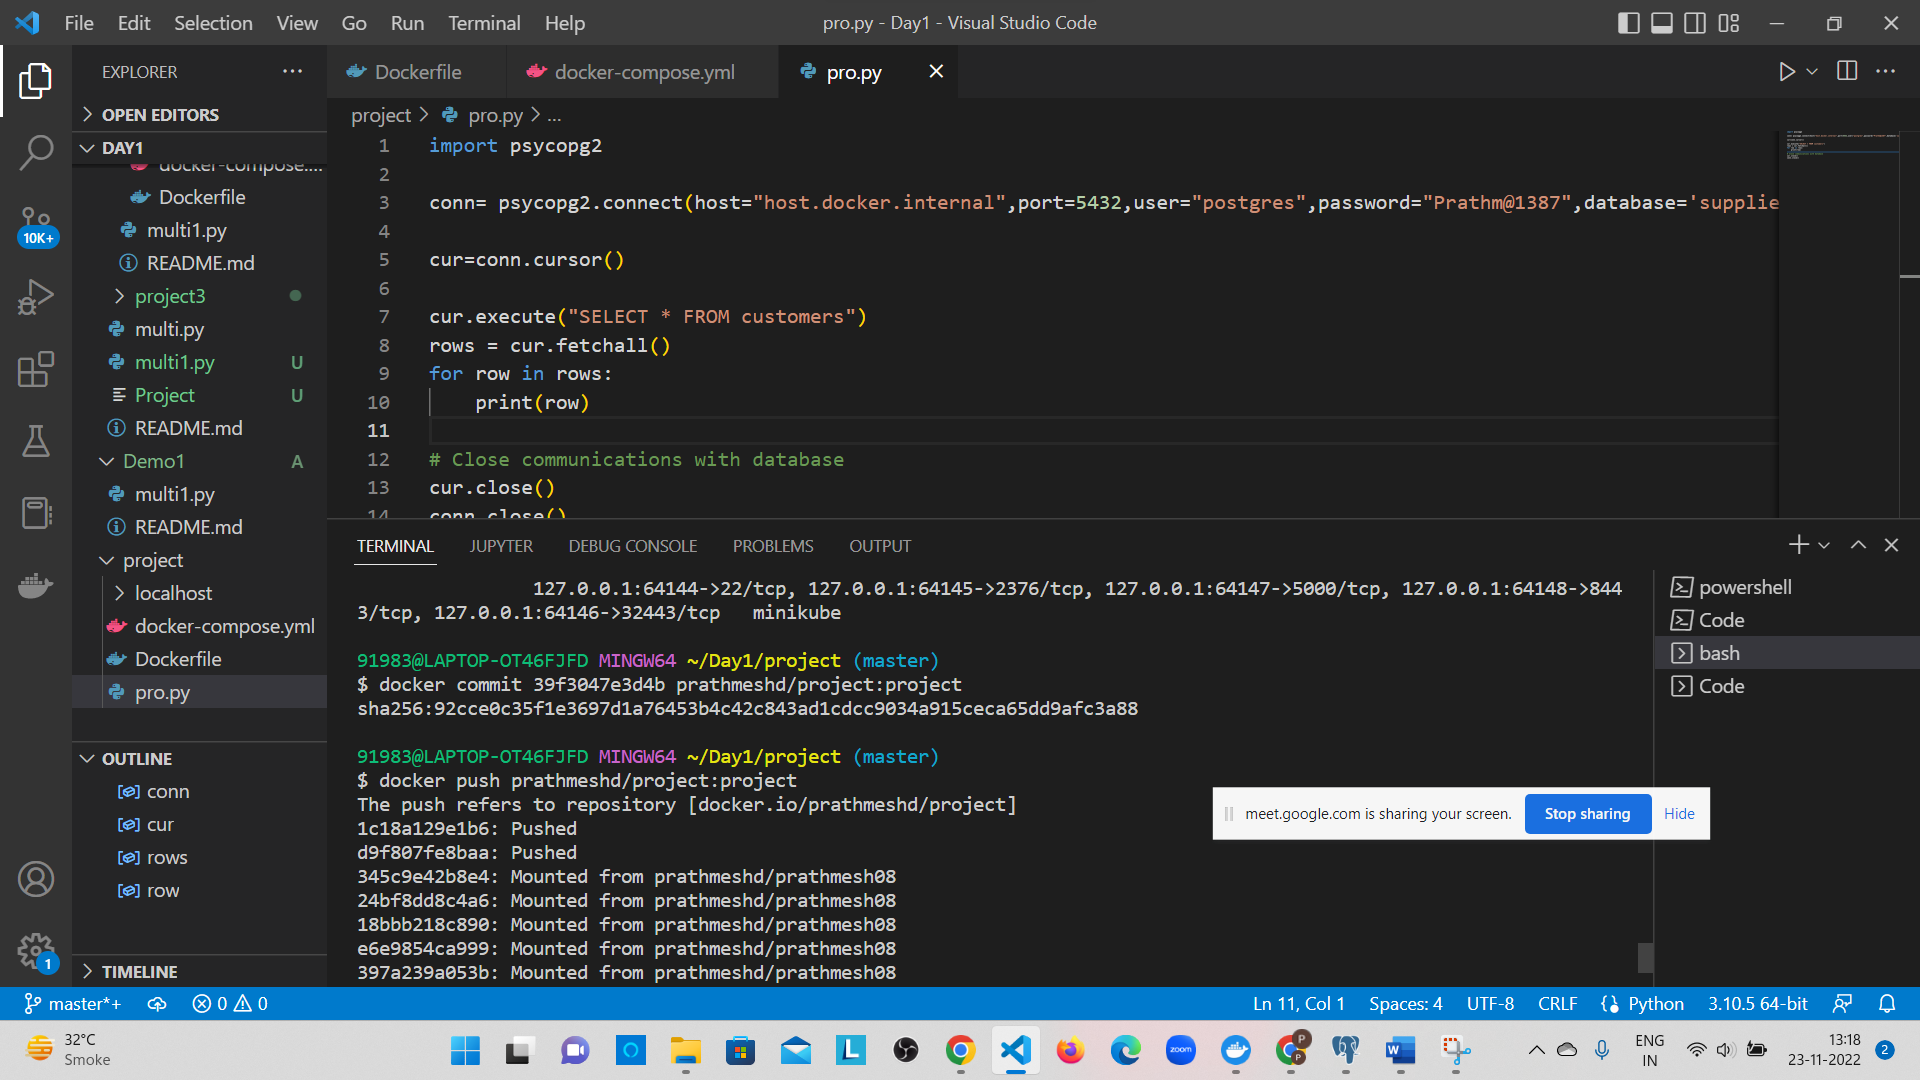 File Edit Selection View Go Run Terminal Help
pro.py - Day1 - Visual Studio Code
EXPLORER
OPEN EDITORS
DAY1
docker-compose....
Dockerfile
multi1.py
README.md
project3
multi.py
multi1.py U
Project U
README.md
Demo1 A
multi1.py
README.md
project
localhost
docker-compose.yml
Dockerfile
pro.py
OUTLINE
conn
cur
rows
row
TIMELINE
10K+
1
Dockerfile docker-compose.yml pro.py
project > pro.py > ...
1 import psycopg2
2
3 conn= psycopg2.connect(host="host.docker.internal",port=5432,user="postgres",password="Prathm@1387",database='supplie
4
5 cur=conn.cursor()
6
7 cur.execute("SELECT * FROM customers")
8 rows = cur.fetchall()
9 for row in rows:
10 print(row)
11
12 # Close communications with database
13 cur.close()
14 conn.close()
TERMINAL JUPYTER DEBUG CONSOLE PROBLEMS OUTPUT
127.0.0.1:64144->22/tcp, 127.0.0.1:64145->2376/tcp, 127.0.0.1:64147->5000/tcp, 127.0.0.1:64148->844
3/tcp, 127.0.0.1:64146->32443/tcp minikube
91983@LAPTOP-OT46FJFD MINGW64 ~/Day1/project (master)
$ docker commit 39f3047e3d4b prathmeshd/project:project
sha256:92cce0c35f1e3697d1a76453b4c42c843ad1cdcc9034a915ceca65dd9afc3a88
91983@LAPTOP-OT46FJFD MINGW64 ~/Day1/project (master)
$ docker push prathmeshd/project:project
The push refers to repository [docker.io/prathmeshd/project]
1c18a129e1b6: Pushed
d9f807fe8baa: Pushed
345c9e42b8e4: Mounted from prathmeshd/prathmesh08
24bf8dd8c4a6: Mounted from prathmeshd/prathmesh08
18bbb218c890: Mounted from prathmeshd/prathmesh08
e6e9854ca999: Mounted from prathmeshd/prathmesh08
397a239a053b: Mounted from prathmeshd/prathmesh08
powershell
Code
bash
Code
meet.google.com is sharing your screen. Stop sharing Hide
master*+ 0 0 Ln 11, Col 1 Spaces: 4 UTF-8 CRLF Python 3.10.5 64-bit
32°C
Smoke
zoom
P
P
ENG
IN
13:18
23-11-2022
2